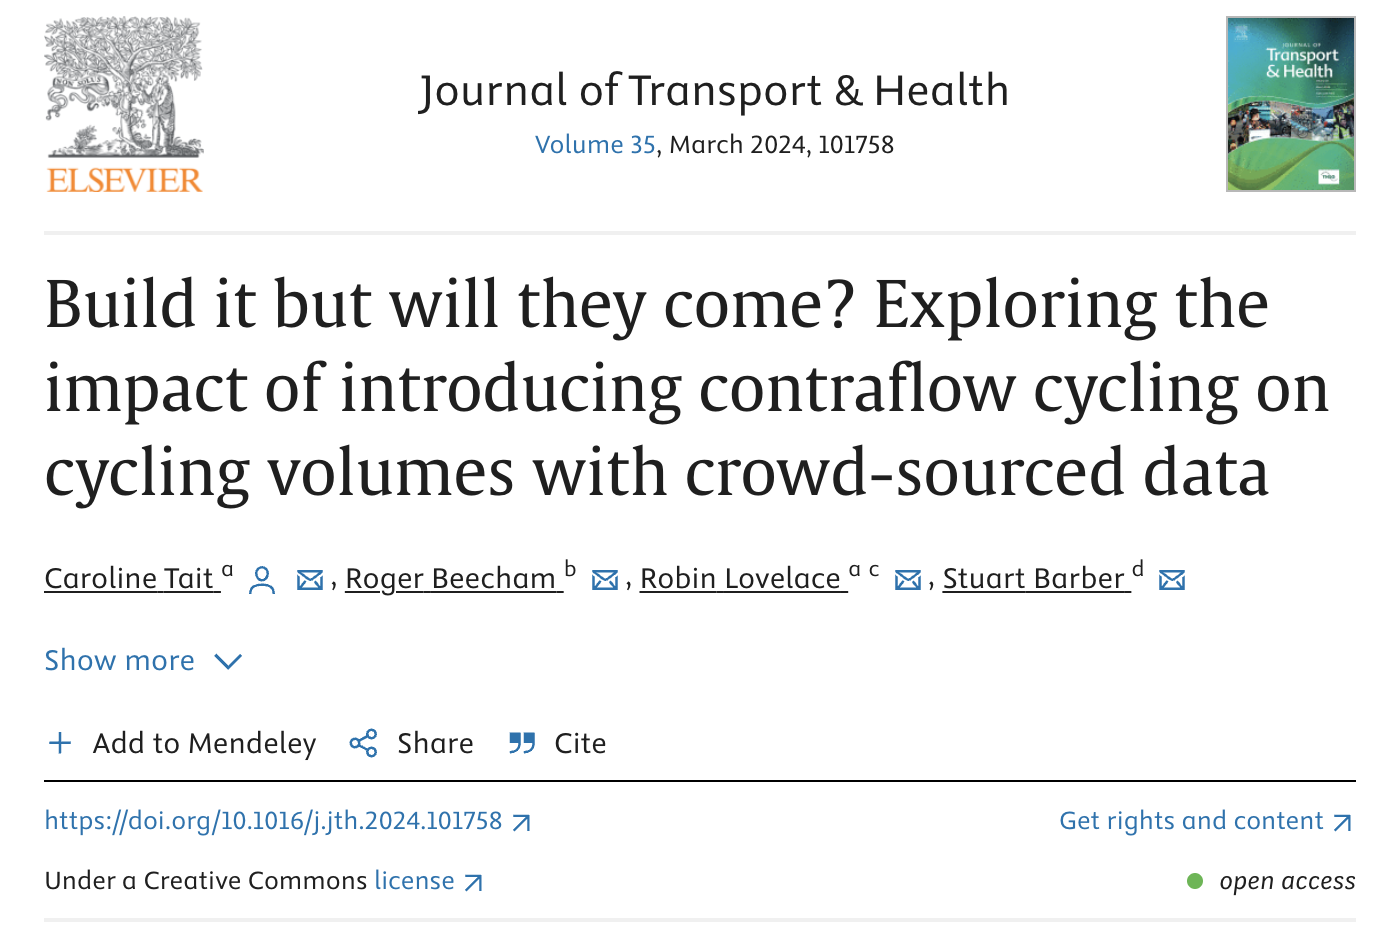 ELSEVIER
Journal of Transport & Health
Volume 35, March 2024, 101758
JOURNAL OF
Transport
& Health
Build it but will they come? Exploring the
impact of introducing contraflow cycling on
cycling volumes with crowd-sourced data
Caroline Tait a , Roger Beecham b , Robin Lovelace a c , Stuart Barber d
Show more
Add to Mendeley Share Cite
https://doi.org/10.1016/j.jth.2024.101758 Get rights and content
Under a Creative Commons license open access